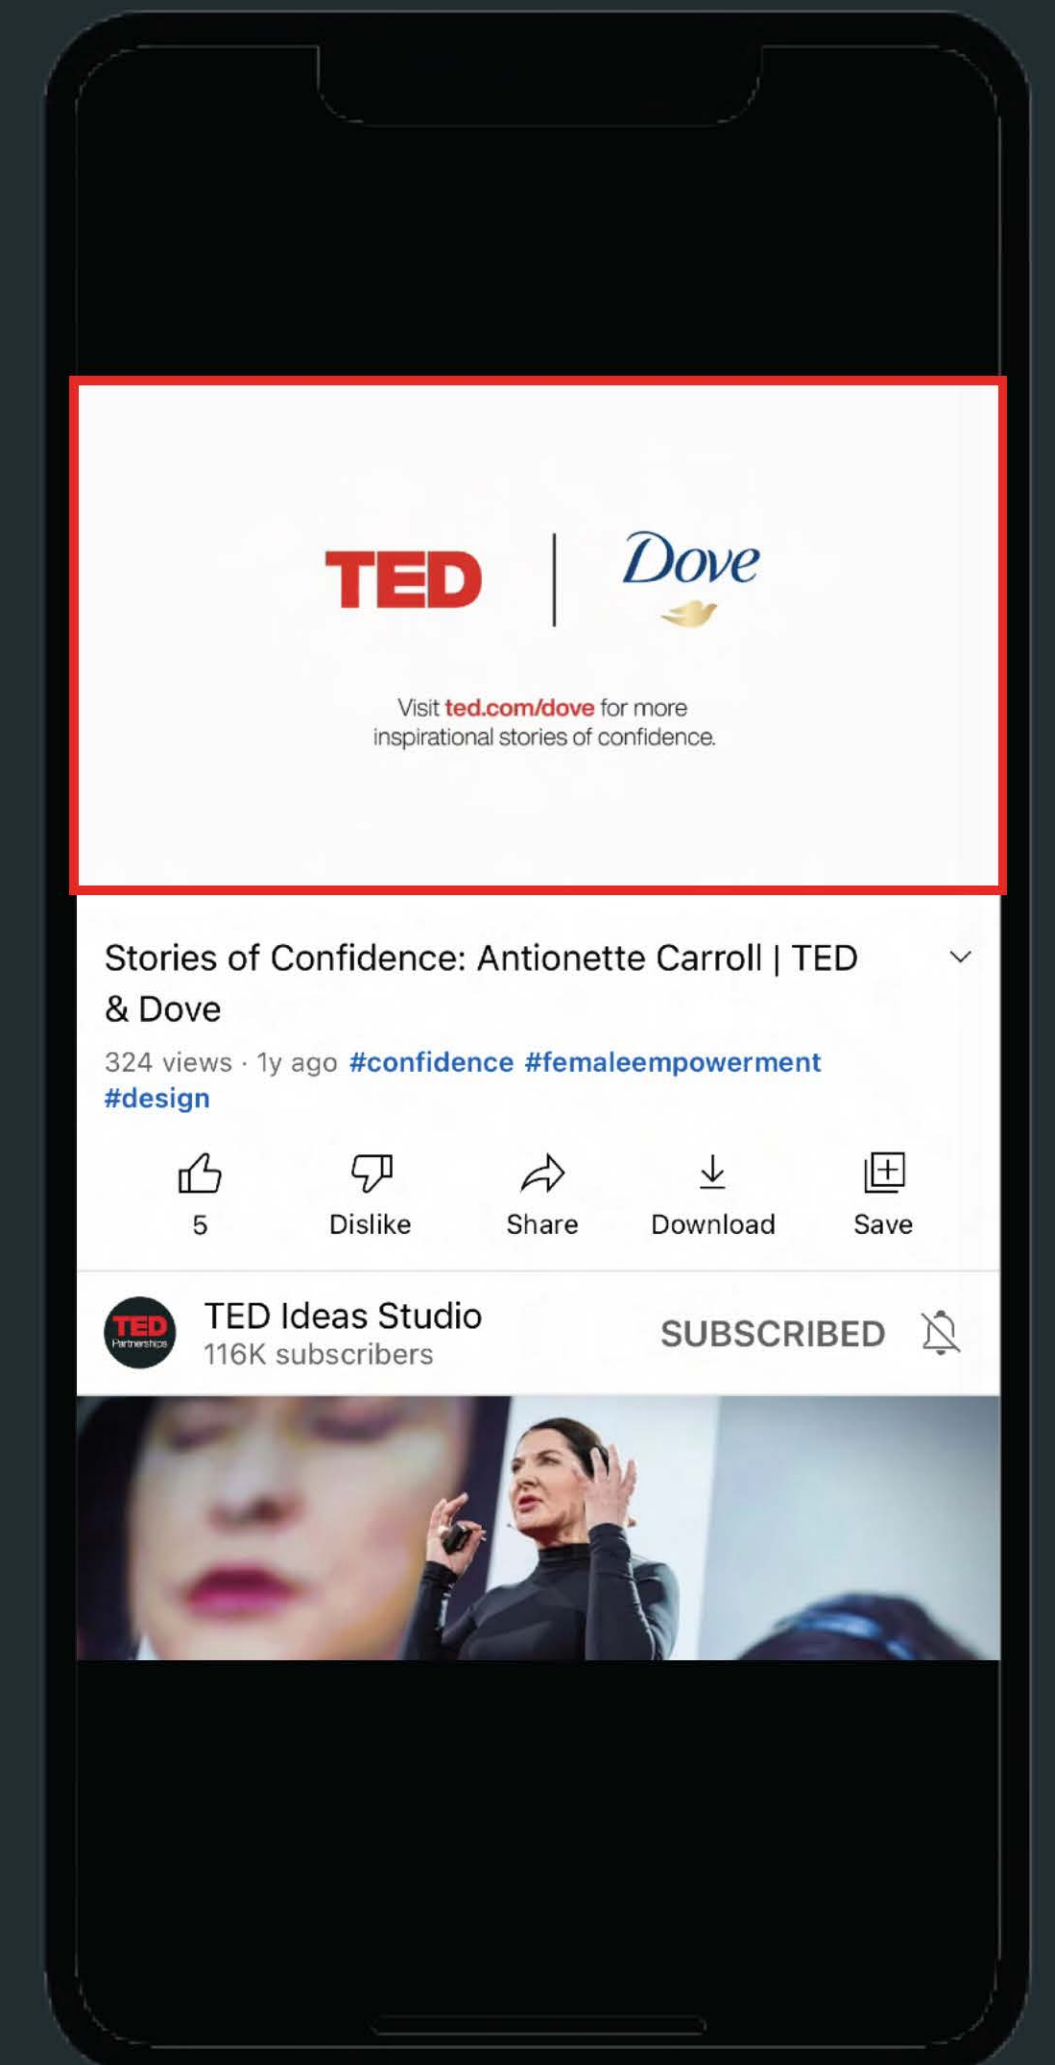 TED | Dove
Visit ted.com/dove for more
inspirational stories of confidence.
Stories of Confidence: Antionette Carroll | TED
& Dove
324 views · 1y ago #confidence #femaleempowerment
#design
5 Dislike Share Download Save
TED
Partnerships
TED Ideas Studio
116K subscribers
SUBSCRIBED